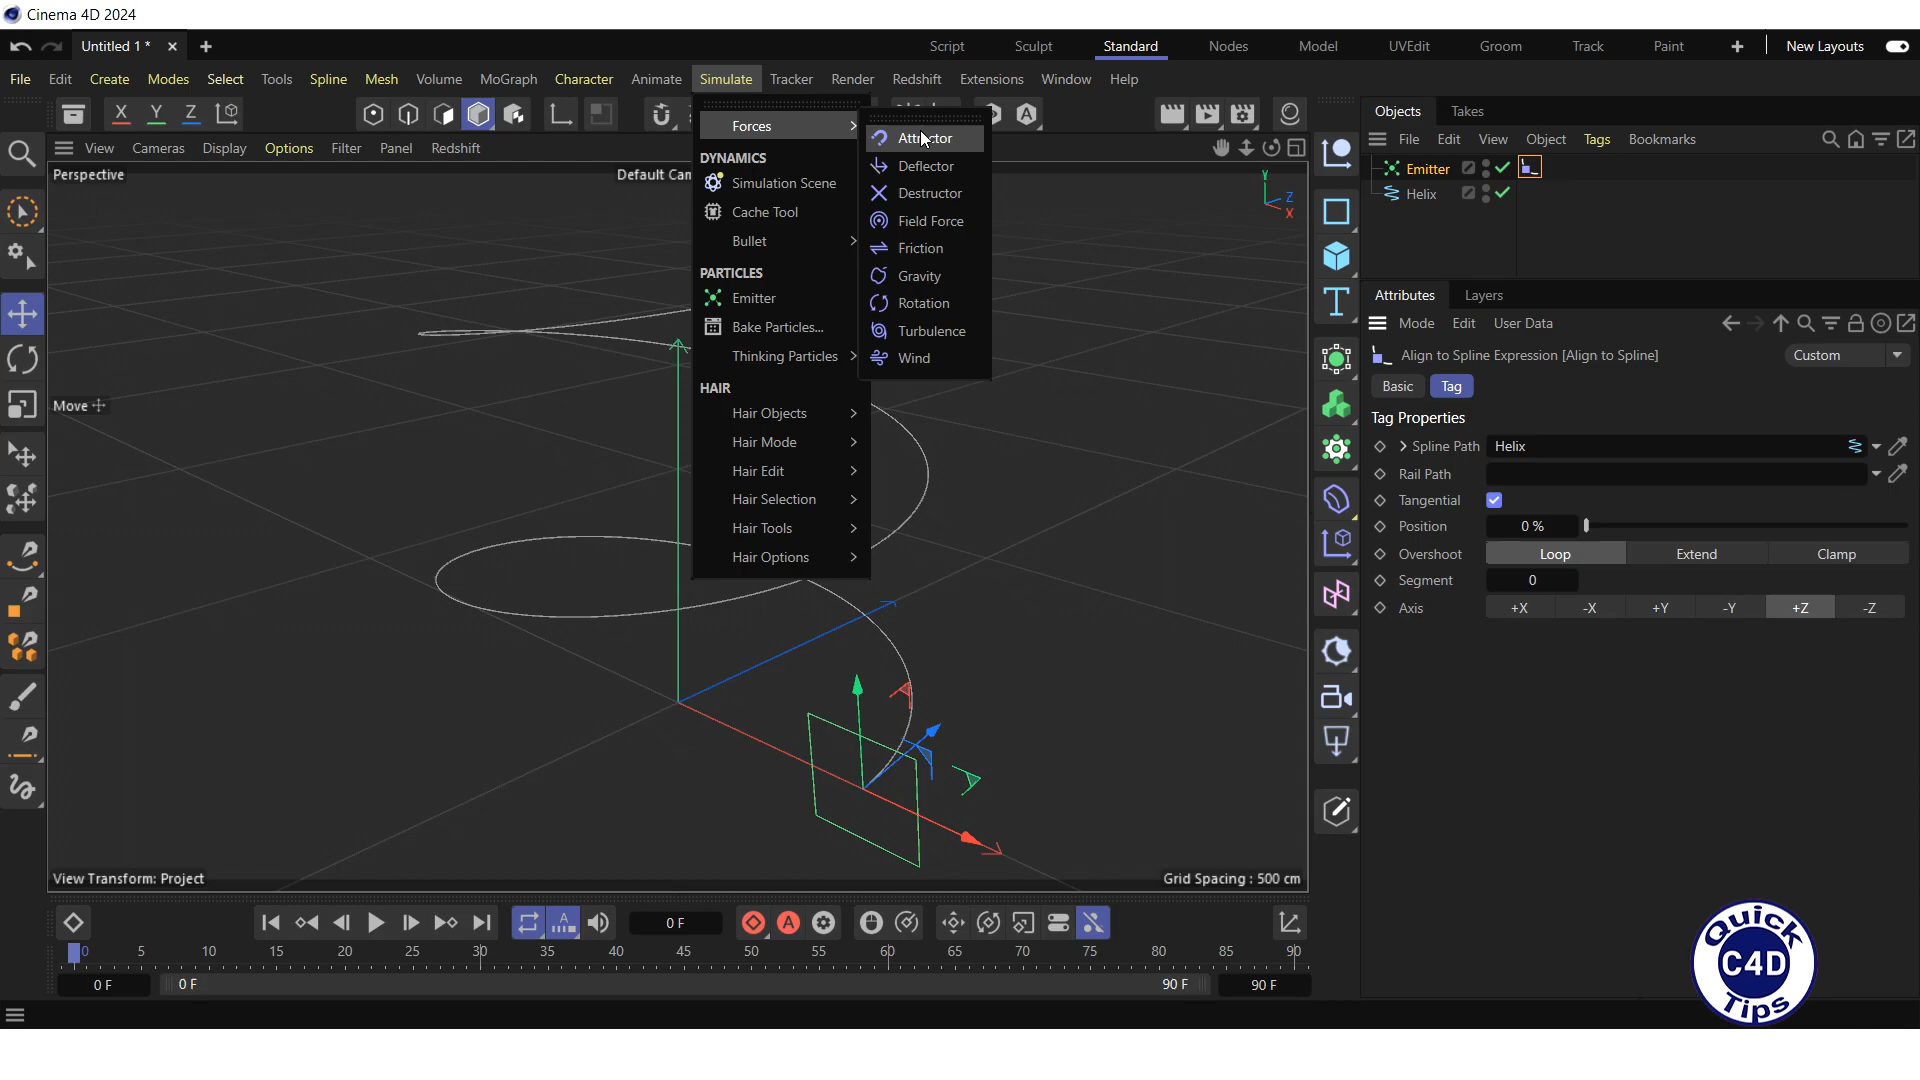 Cinema 4D 2024
Untitled 1 *
Script
Sculpt
Standard
Nodes
Model
UVEdit
Groom
Track
Paint
New Layouts
File
Edit
Create
Modes
Select
Tools
Spline
Mesh
Volume
MoGraph
Character
Animate
Simulate
Tracker
Render
Redshift
Extensions
Window
Help
X
Y
Z
View
Cameras
Display
Options
Filter
Panel
Redshift
Perspective
Default Cam
Y
Z
X
Move
Forces
DYNAMICS
Simulation Scene
Cache Tool
Bullet
PARTICLES
Emitter
Bake Particles...
Thinking Particles
HAIR
Hair Objects
Hair Mode
Hair Edit
Hair Selection
Hair Tools
Hair Options
Attractor
Deflector
Destructor
Field Force
Friction
Gravity
Rotation
Turbulence
Wind
View Transform: Project
Grid Spacing : 500 cm
Objects
Takes
File
Edit
View
Object
Tags
Bookmarks
Emitter
Helix
Attributes
Layers
Mode
Edit
User Data
Align to Spline Expression [Align to Spline]
Custom
Basic
Tag
Tag Properties
Spline Path
Helix
Rail Path
Tangential
Position
0 %
Overshoot
Loop
Extend
Clamp
Segment
0
Axis
+X
-X
+Y
-Y
+Z
-Z
0 F
0 5 10 15 20 25 30 35 40 45 50 55 60 65 70 75 80 85 90
0 F
0 F
90 F
90 F
Quick
C4D
Tips